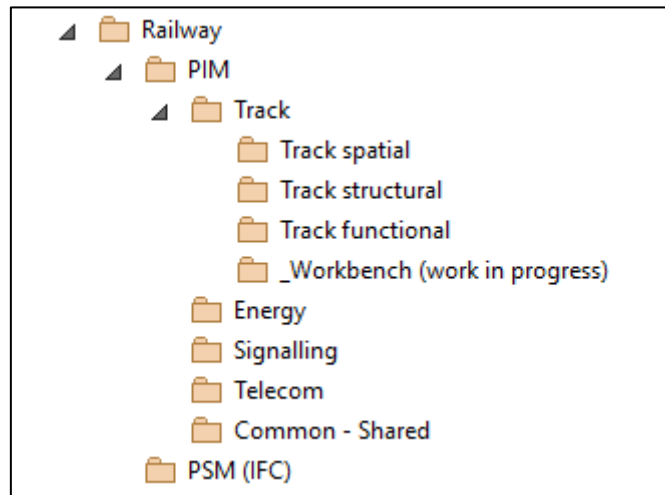 Railway
PIM
Track
Track spatial
Track structural
Track functional
_Workbench (work in progress)
Energy
Signalling
Telecom
Common - Shared
PSM (IFC)